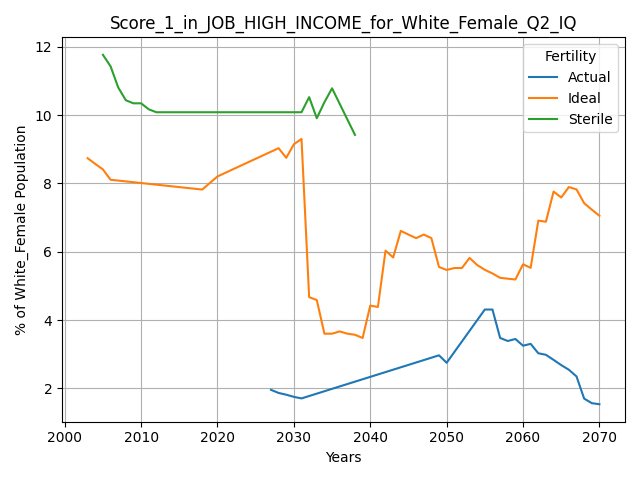 Score_1_in_JOB_HIGH_INCOME_for_White_Female_Q2_IQ
% of White_Female Population
12
10
8
6
4
2
Fertility
Actual
Ideal
Sterile
2000 2010 2020 2030 2040 2050 2060 2070
Years